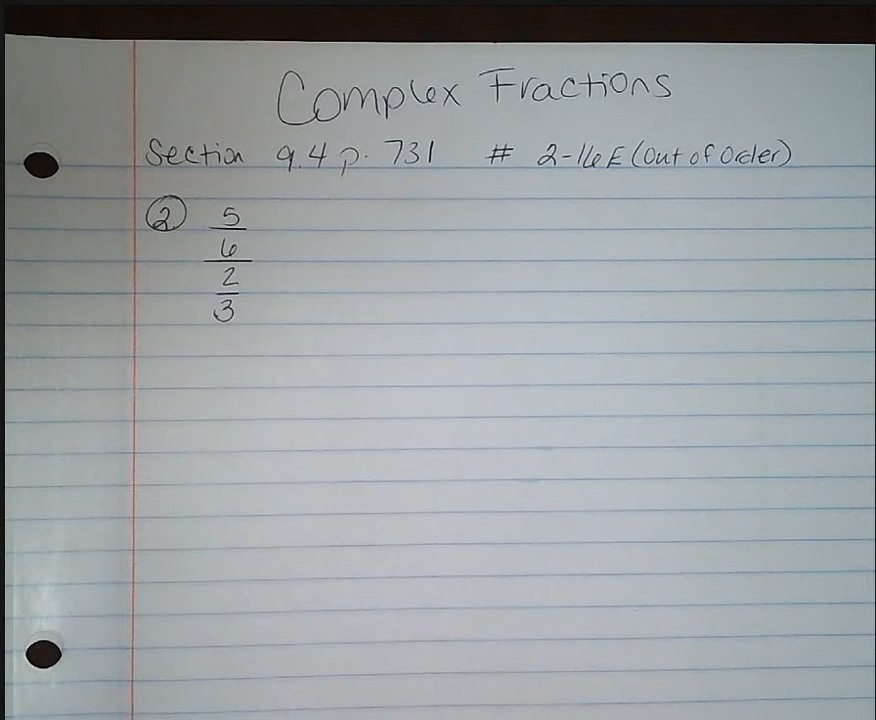 Complex Fractions
Section 9.4 p. 731 # 2-16 E (Out of Order)
② 5
6
2
3